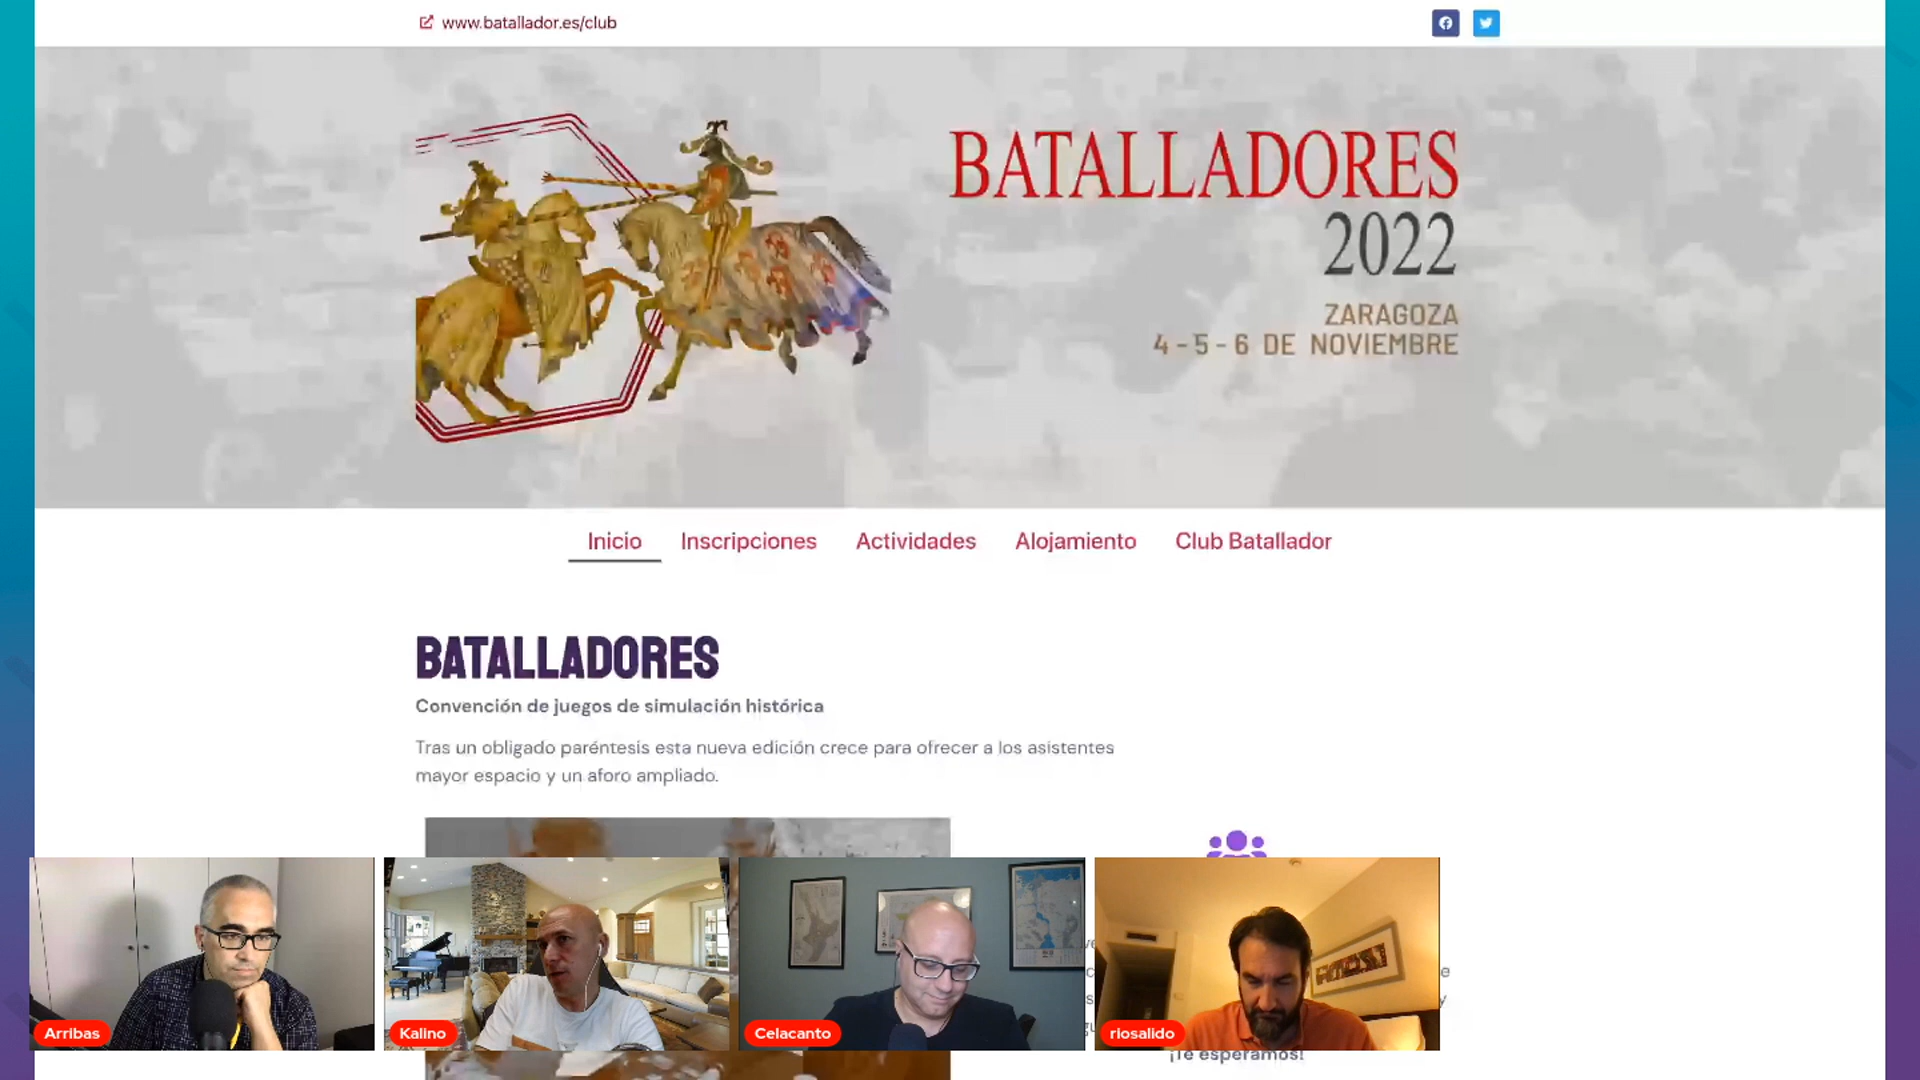 www.batallador.es/club
BATALLADORES
2022
ZARAGOZA
4 - 5 - 6 DE NOVIEMBRE
Inicio
Inscripciones
Actividades
Alojamiento
Club Batallador
BATALLADORES
Convención de juegos de simulación histórica
Tras un obligado paréntesis esta nueva edición crece para ofrecer a los asistentes
mayor espacio y un aforo ampliado.
Arribas
Kalino
Celacanto
riosalido
¡Te esperamos!